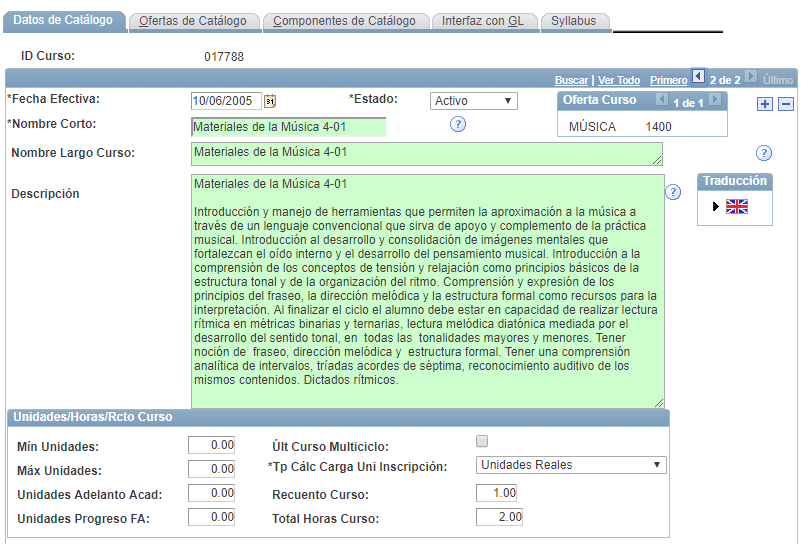 Datos de Catálogo Ofertas de Catálogo Componentes de Catálogo Interfaz con GL Syllabus
ID Curso: 017788
Buscar | Ver Todo Primero 2 de 2 Último
*Fecha Efectiva: 10/06/2005 31 *Estado: Activo Oferta Curso 1 de 1
*Nombre Corto: Materiales de la Música 4-01 ? MÚSICA 1400
Nombre Largo Curso: Materiales de la Música 4-01 ?
Descripción Materiales de la Música 4-01 ? Traducción
Introducción y manejo de herramientas que permiten la aproximación a la música a
través de un lenguaje convencional que sirva de apoyo y complemento de la práctica
musical. Introducción al desarrollo y consolidación de imágenes mentales que
fortalezcan el oído interno y el desarrollo del pensamiento musical. Introducción a la
comprensión de los conceptos de tensión y relajación como principios básicos de la
estructura tonal y de la organización del ritmo. Comprensión y expresión de los
principios del fraseo, la dirección melódica y la estructura formal como recursos para la
interpretación. Al finalizar el ciclo el alumno debe estar en capacidad de realizar lectura
rítmica en métricas binarias y ternarias, lectura melódica diatónica mediada por el
desarrollo del sentido tonal, en todas las tonalidades mayores y menores. Tener
noción de fraseo, dirección melódica y estructura formal. Tener una comprensión
analítica de intervalos, tríadas acordes de séptima, reconocimiento auditivo de los
mismos contenidos. Dictados rítmicos.
Unidades/Horas/Rcto Curso
Mín Unidades: 0.00 Últ Curso Multiciclo:
Máx Unidades: 0.00 *Tp Cálc Carga Uni Inscripción: Unidades Reales
Unidades Adelanto Acad: 0.00 Recuento Curso: 1.00
Unidades Progreso FA: 0.00 Total Horas Curso: 2.00